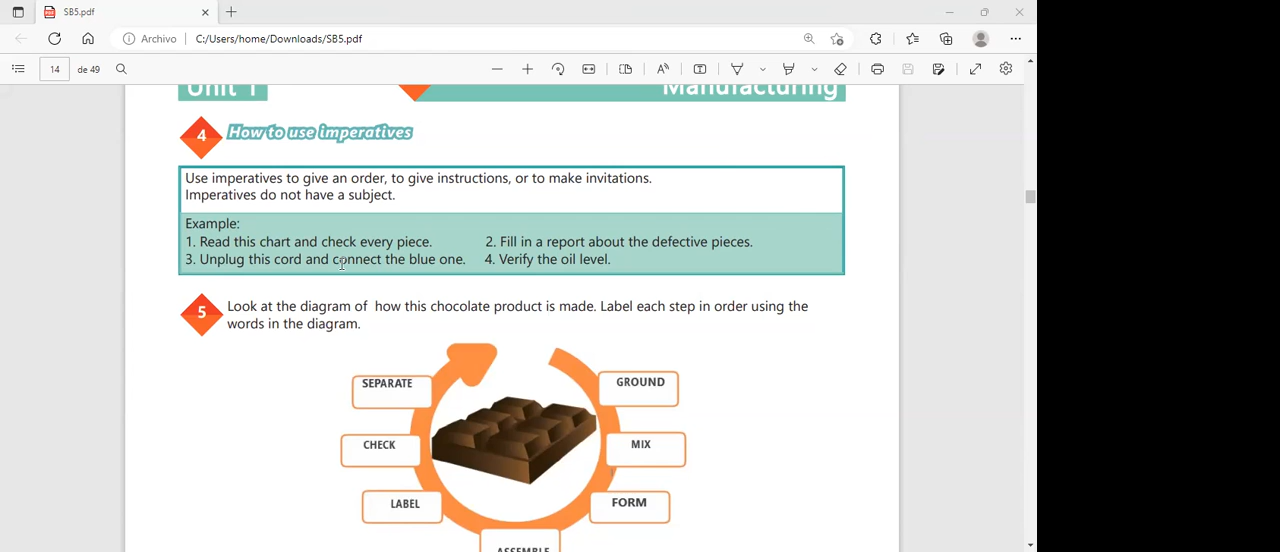 SB5.pdf
Archivo C:/Users/home/Downloads/SB5.pdf
14 de 49
Unit 1 Manufacturing
4 How to use imperatives
Use imperatives to give an order, to give instructions, or to make invitations.
Imperatives do not have a subject.
Example:
1. Read this chart and check every piece. 2. Fill in a report about the defective pieces.
3. Unplug this cord and connect the blue one. 4. Verify the oil level.
5 Look at the diagram of how this chocolate product is made. Label each step in order using the
words in the diagram.
SEPARATE GROUND
CHECK MIX
LABEL FORM
ASSEMBLE